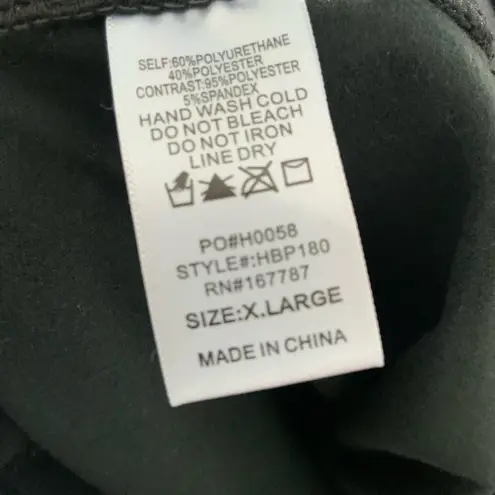 SELF:60%POLYURETHANE
40%POLYESTER
CONTRAST:95%POLYESTER
5%SPANDEX
HAND WASH COLD
DO NOT BLEACH
DO NOT IRON
LINE DRY
PO#H0058
STYLE#:HBP180
RN#167787
SIZE:X.LARGE
MADE IN CHINA